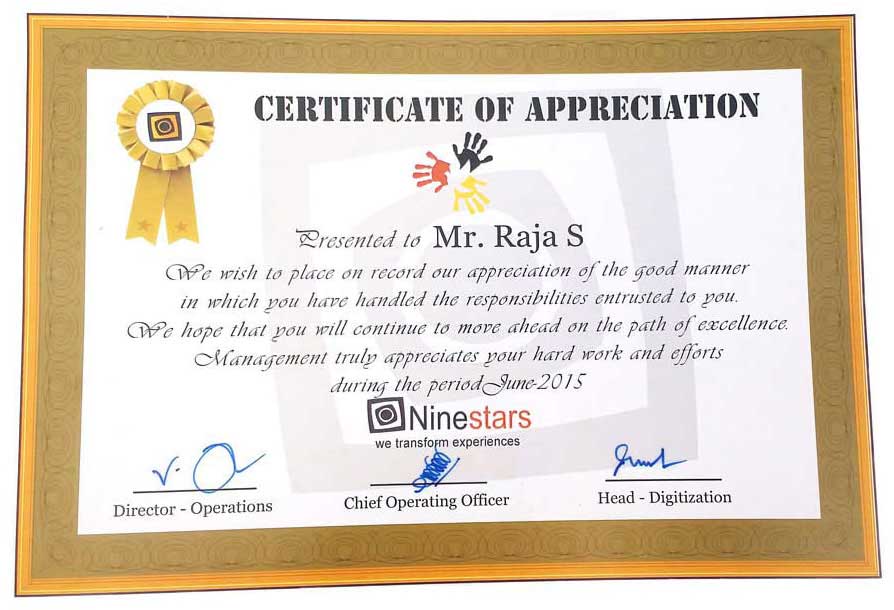 CERTIFICATE OF APPRECIATION
Presented to Mr. Raja S
We wish to place on record our appreciation of the good manner
in which you have handled the responsibilities entrusted to you.
We hope that you will continue to move ahead on the path of excellence.
Management truly appreciates your hard work and efforts
during the period June-2015
Ninestars
we transform experiences
Director - Operations
Chief Operating Officer
Head - Digitization